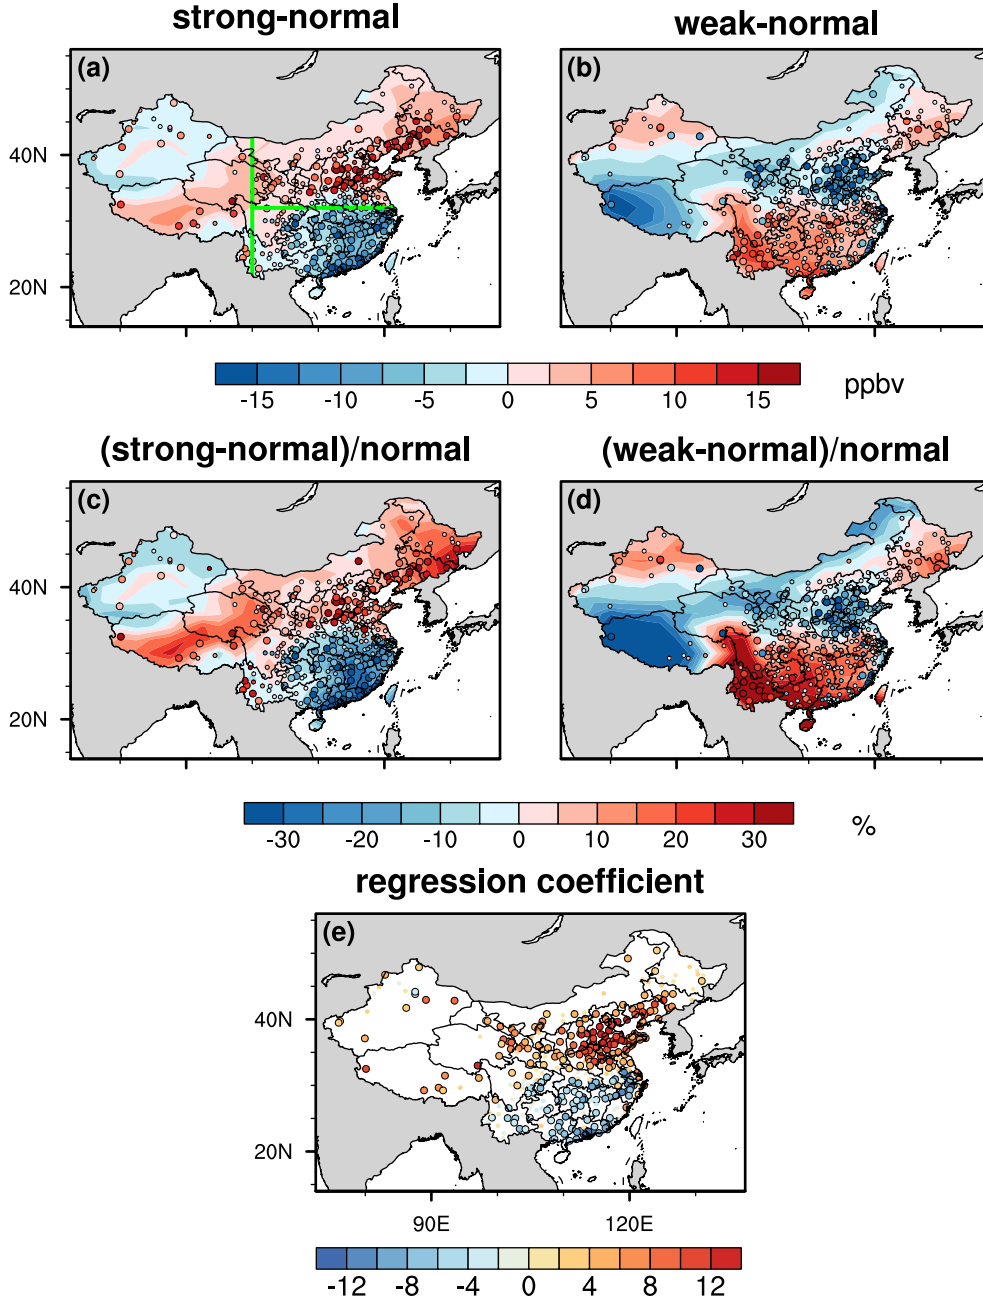 strong-normal
weak-normal
(a)
(b)
40N
20N
-15 -10 -5 0 5 10 15
ppbv
(strong-normal)/normal
(weak-normal)/normal
(c)
(d)
40N
20N
-30 -20 -10 0 10 20 30
%
regression coefficient
(e)
40N
20N
90E 120E
-12 -8 -4 0 4 8 12